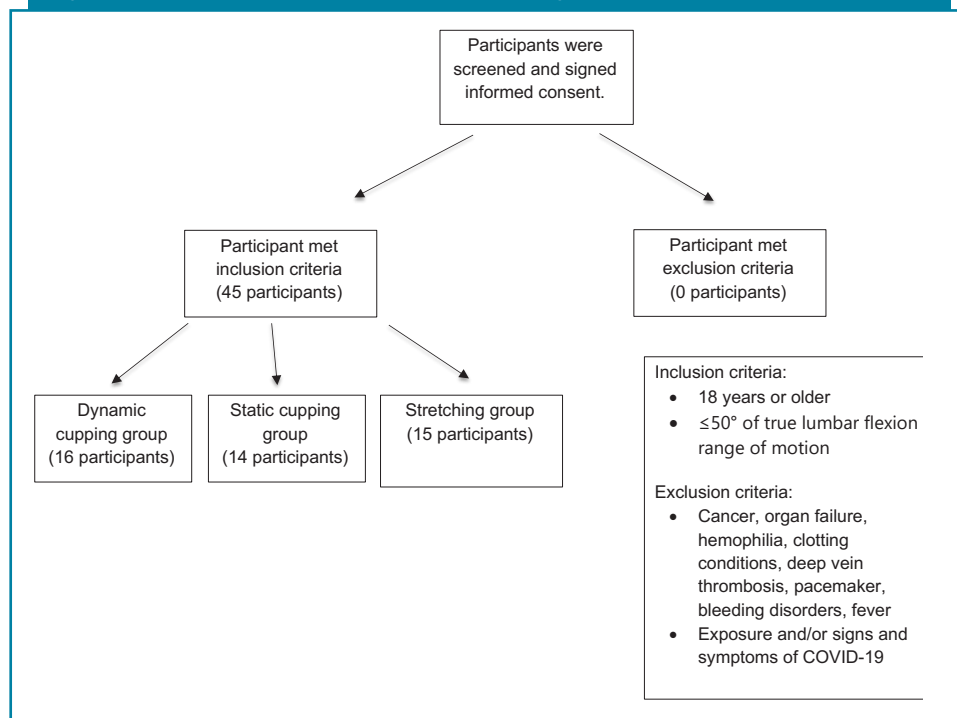 Participants were
screened and signed
informed consent.
Participant met
inclusion criteria
(45 participants)
Participant met
exclusion criteria
(0 participants)
Dynamic
cupping group
(16 participants)
Static cupping
group
(14 participants)
Stretching group
(15 participants)
Inclusion criteria:
• 18 years or older
• ≤50° of true lumbar flexion
range of motion
Exclusion criteria:
• Cancer, organ failure,
hemophilia, clotting
conditions, deep vein
thrombosis, pacemaker,
bleeding disorders, fever
• Exposure and/or signs and
symptoms of COVID-19